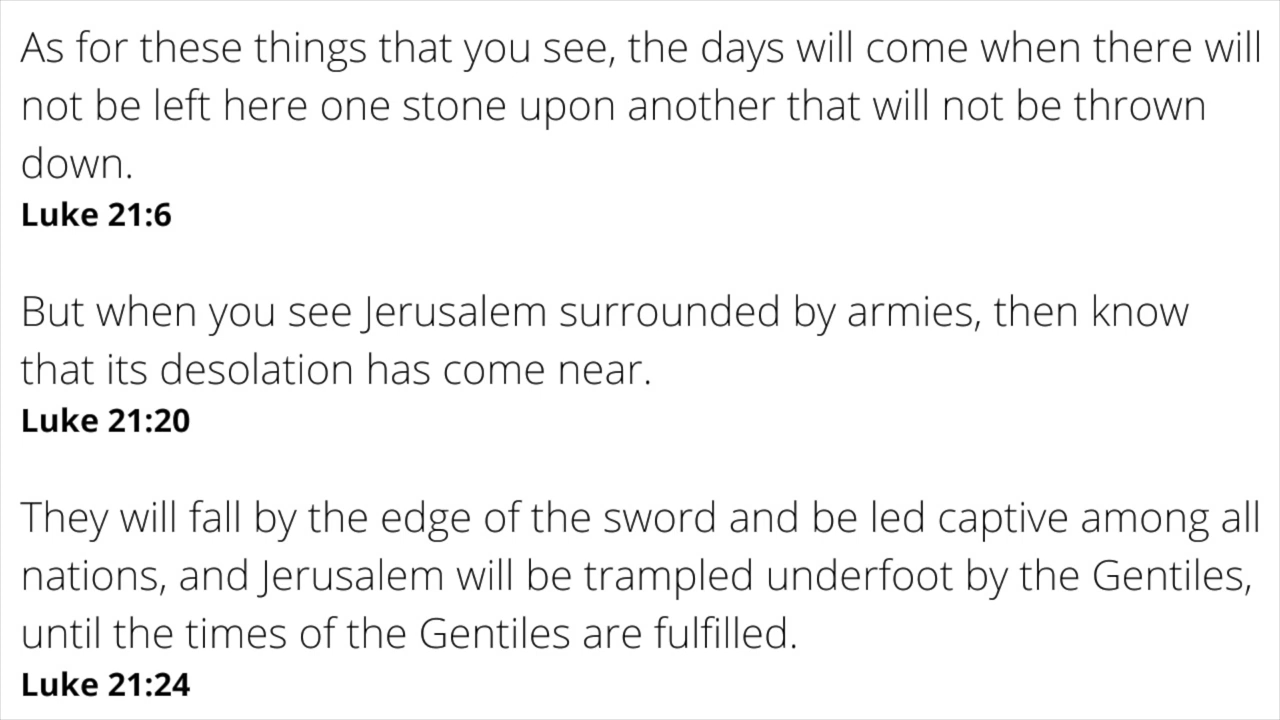 As for these things that you see, the days will come when there will
not be left here one stone upon another that will not be thrown
down.
Luke 21:6
But when you see Jerusalem surrounded by armies, then know
that its desolation has come near.
Luke 21:20
They will fall by the edge of the sword and be led captive among all
nations, and Jerusalem will be trampled underfoot by the Gentiles,
until the times of the Gentiles are fulfilled.
Luke 21:24